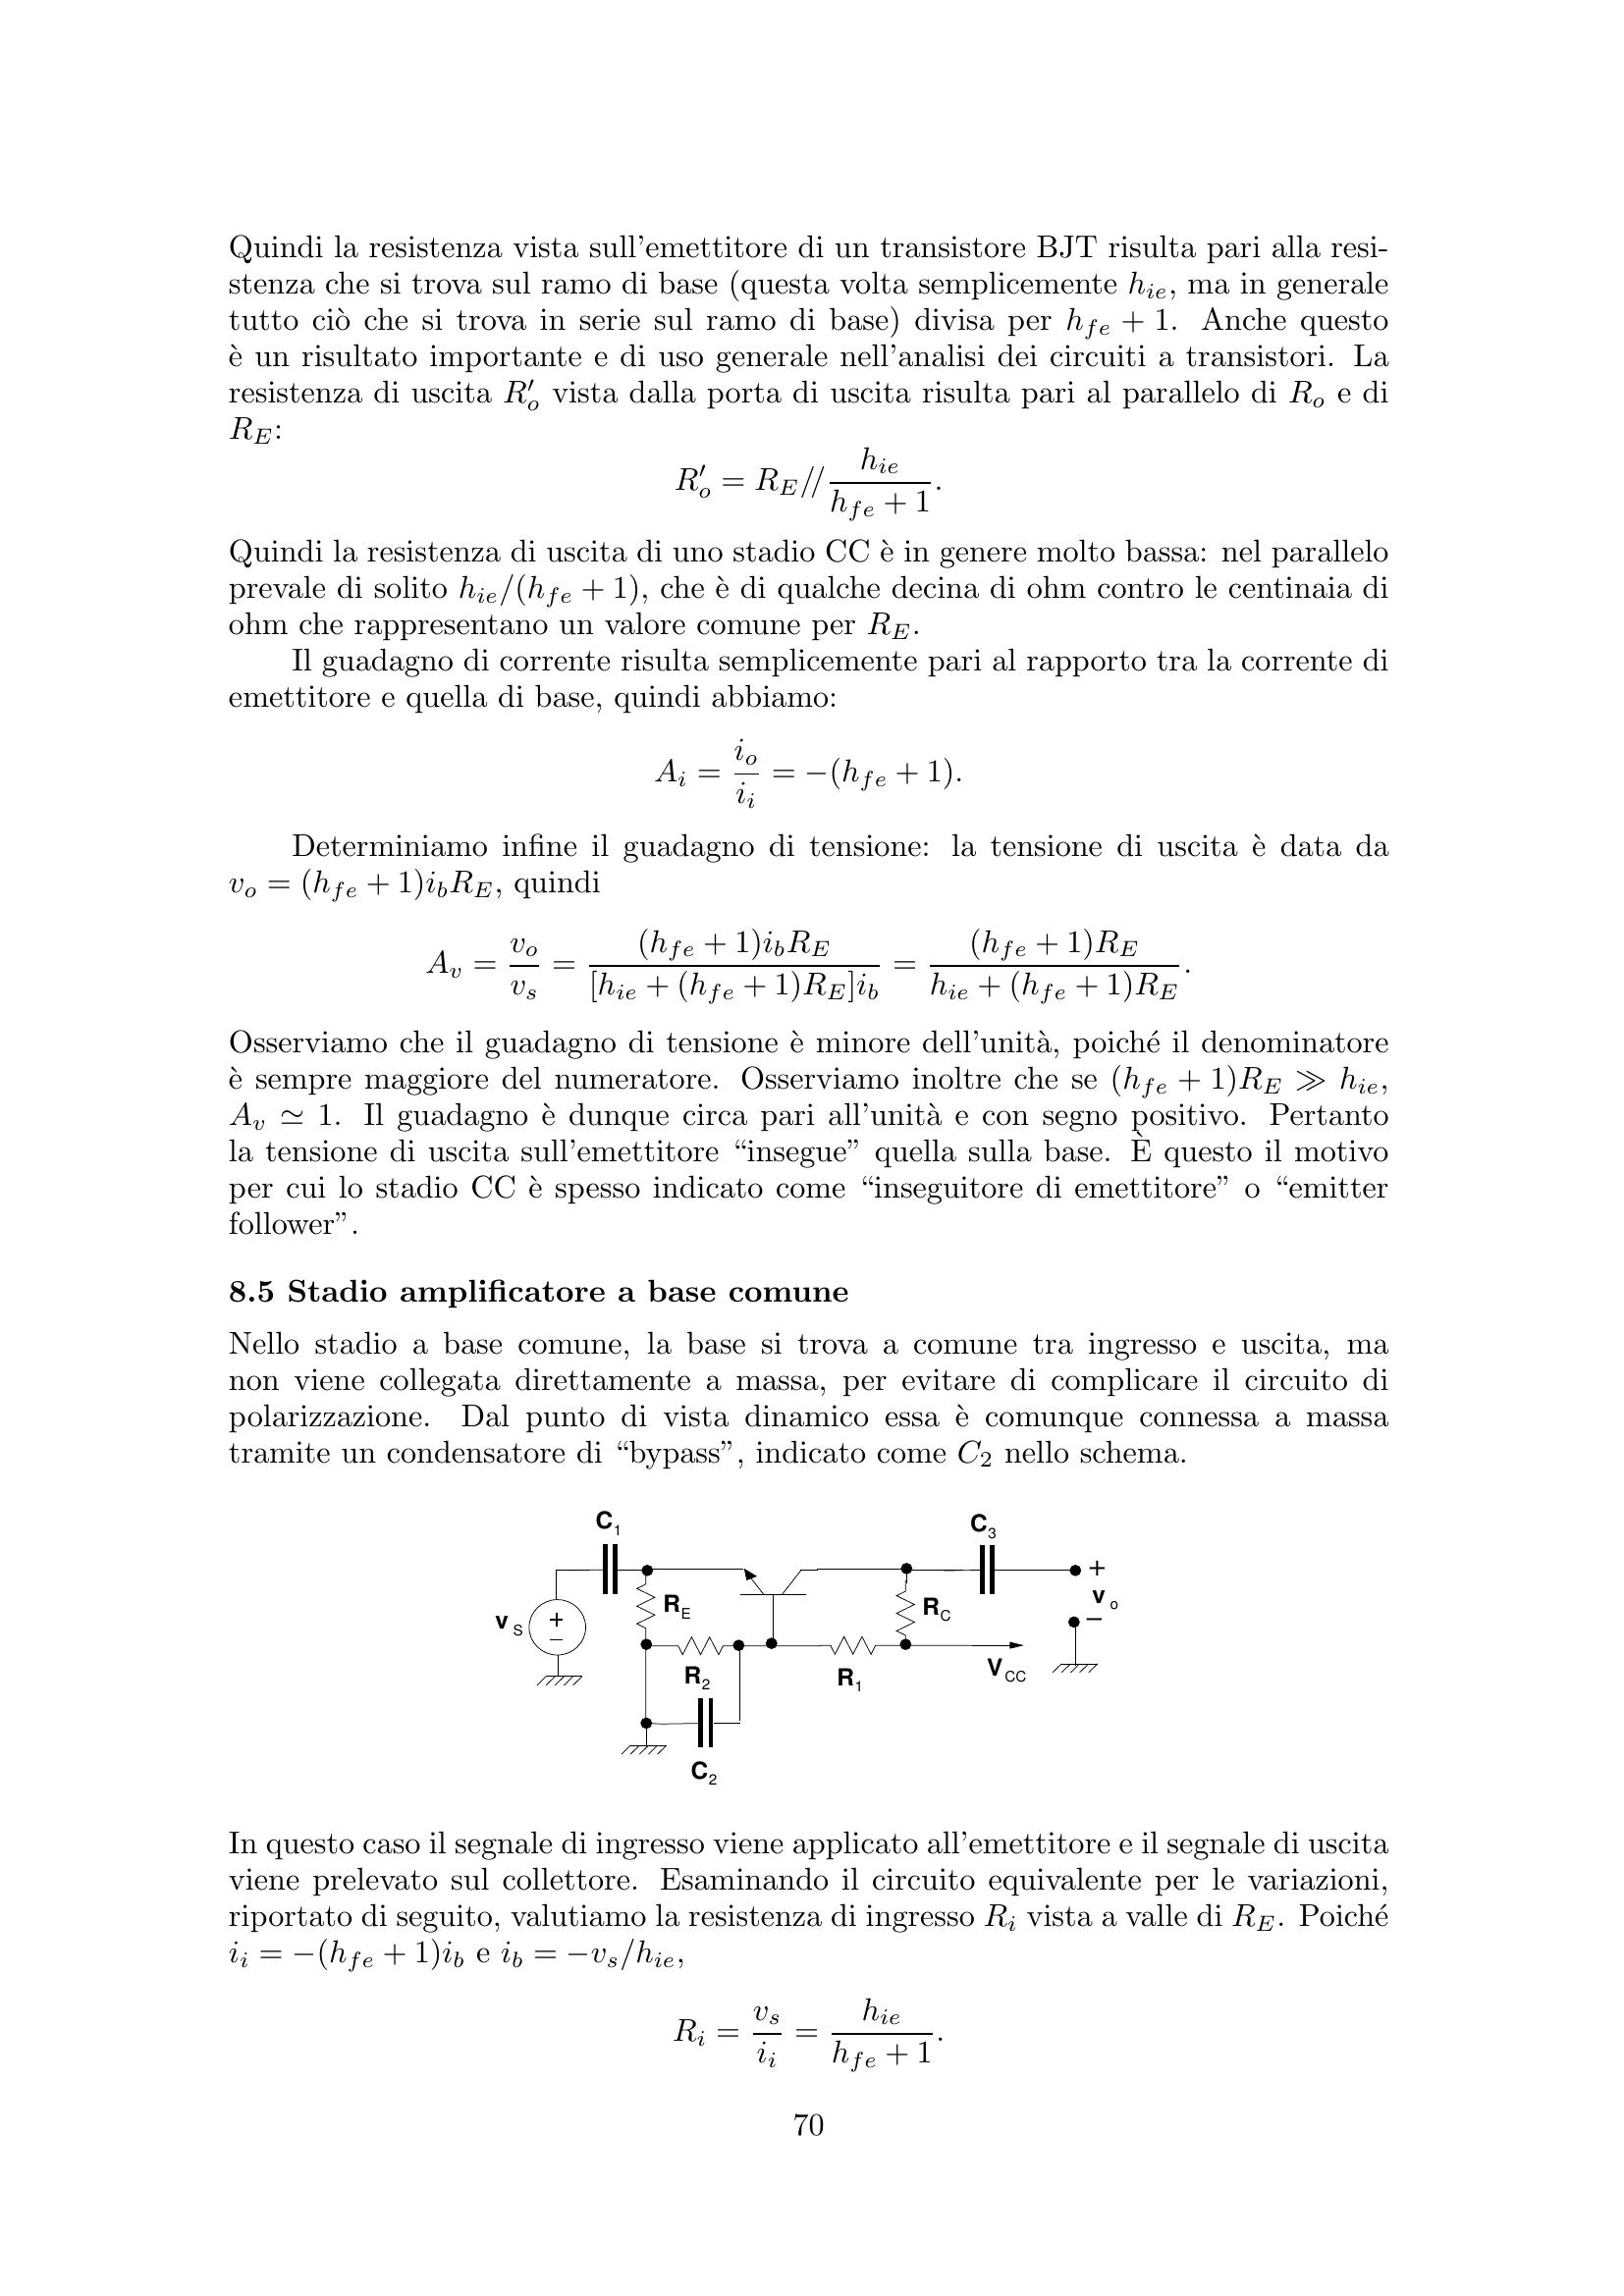 Quindi la resistenza vista sull'emettitore di un transistore BJT risulta pari alla resi-
stenza che si trova sul ramo di base (questa volta semplicemente h_{ie}, ma in generale
tutto ciò che si trova in serie sul ramo di base) divisa per h_{fe} + 1. Anche questo
è un risultato importante e di uso generale nell'analisi dei circuiti a transistori. La
resistenza di uscita R'_o vista dalla porta di uscita risulta pari al parallelo di R_o e di
R_E:
R'_o = R_E // \frac{h_{ie}}{h_{fe} + 1}.
Quindi la resistenza di uscita di uno stadio CC è in genere molto bassa: nel parallelo
prevale di solito h_{ie}/(h_{fe} + 1), che è di qualche decina di ohm contro le centinaia di
ohm che rappresentano un valore comune per R_E.
Il guadagno di corrente risulta semplicemente pari al rapporto tra la corrente di
emettitore e quella di base, quindi abbiamo:
A_i = \frac{i_o}{i_i} = −(h_{fe} + 1).
Determiniamo infine il guadagno di tensione: la tensione di uscita è data da
v_o = (h_{fe} + 1)i_b R_E, quindi
A_v = \frac{v_o}{v_s} = \frac{(h_{fe} + 1)i_b R_E}{[h_{ie} + (h_{fe} + 1)R_E]i_b} = \frac{(h_{fe} + 1)R_E}{h_{ie} + (h_{fe} + 1)R_E}.
Osserviamo che il guadagno di tensione è minore dell'unità, poiché il denominatore
è sempre maggiore del numeratore. Osserviamo inoltre che se (h_{fe} + 1)R_E ≫ h_{ie},
A_v ≃ 1. Il guadagno è dunque circa pari all'unità e con segno positivo. Pertanto
la tensione di uscita sull'emettitore “insegue” quella sulla base. È questo il motivo
per cui lo stadio CC è spesso indicato come “inseguitore di emettitore” o “emitter
follower”.
8.5 Stadio amplificatore a base comune
Nello stadio a base comune, la base si trova a comune tra ingresso e uscita, ma
non viene collegata direttamente a massa, per evitare di complicare il circuito di
polarizzazione. Dal punto di vista dinamico essa è comunque connessa a massa
tramite un condensatore di “bypass”, indicato come C_2 nello schema.
C_1
C_3
+
v_o
−
R_E
R_C
v_S
+
−
R_2
R_1
V_{CC}
C_2
In questo caso il segnale di ingresso viene applicato all'emettitore e il segnale di uscita
viene prelevato sul collettore. Esaminando il circuito equivalente per le variazioni,
riportato di seguito, valutiamo la resistenza di ingresso R_i vista a valle di R_E. Poiché
i_i = −(h_{fe} + 1)i_b e i_b = −v_s/h_{ie},
R_i = \frac{v_s}{i_i} = \frac{h_{ie}}{h_{fe} + 1}.
70